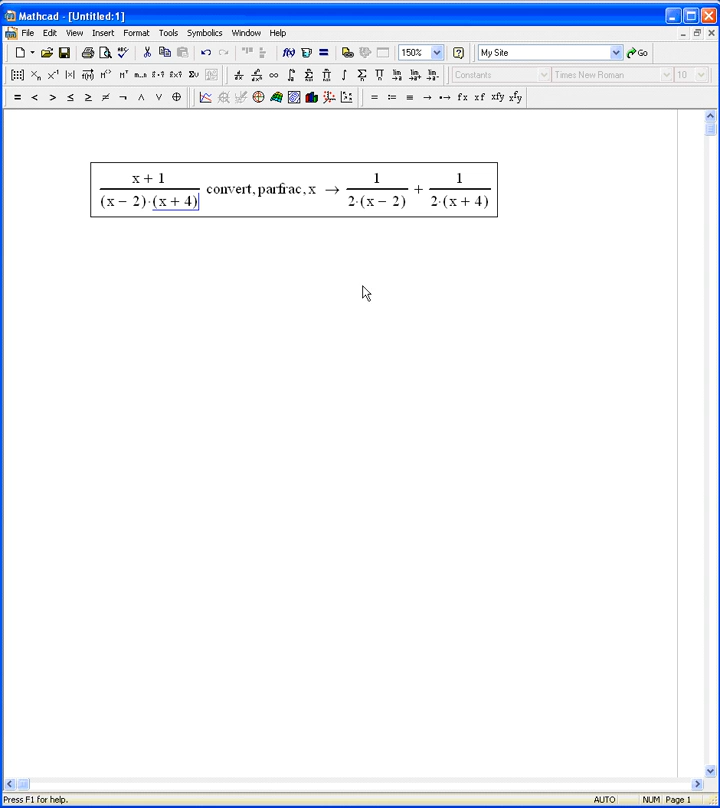 Mathcad - [Untitled:1]
File Edit View Insert Format Tools Symbolics Window Help
150% My Site Go
Constants Times New Roman 10
x + 1
(x − 2)·(x + 4)
convert, parfrac, x →
1
2·(x − 2)
+
1
2·(x + 4)
Press F1 for help. AUTO NUM Page 1